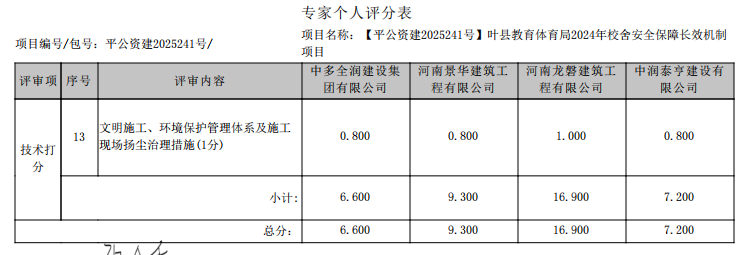 专家个人评分表
项目编号/包号: 平公资建2025241号/
项目名称: 【平公资建2025241号】叶县教育体育局2024年校舍安全保障长效机制
项目
评审项 序号 评审内容 中多全润建设集团有限公司 河南景华建筑工程有限公司 河南龙磐建筑工程有限公司 中润泰亨建设有限公司
技术打分 13 文明施工、环境保护管理体系及施工现场扬尘治理措施(1分) 0.800 0.800 1.000 0.800
小计: 6.600 9.300 16.900 7.200
总分: 6.600 9.300 16.900 7.200